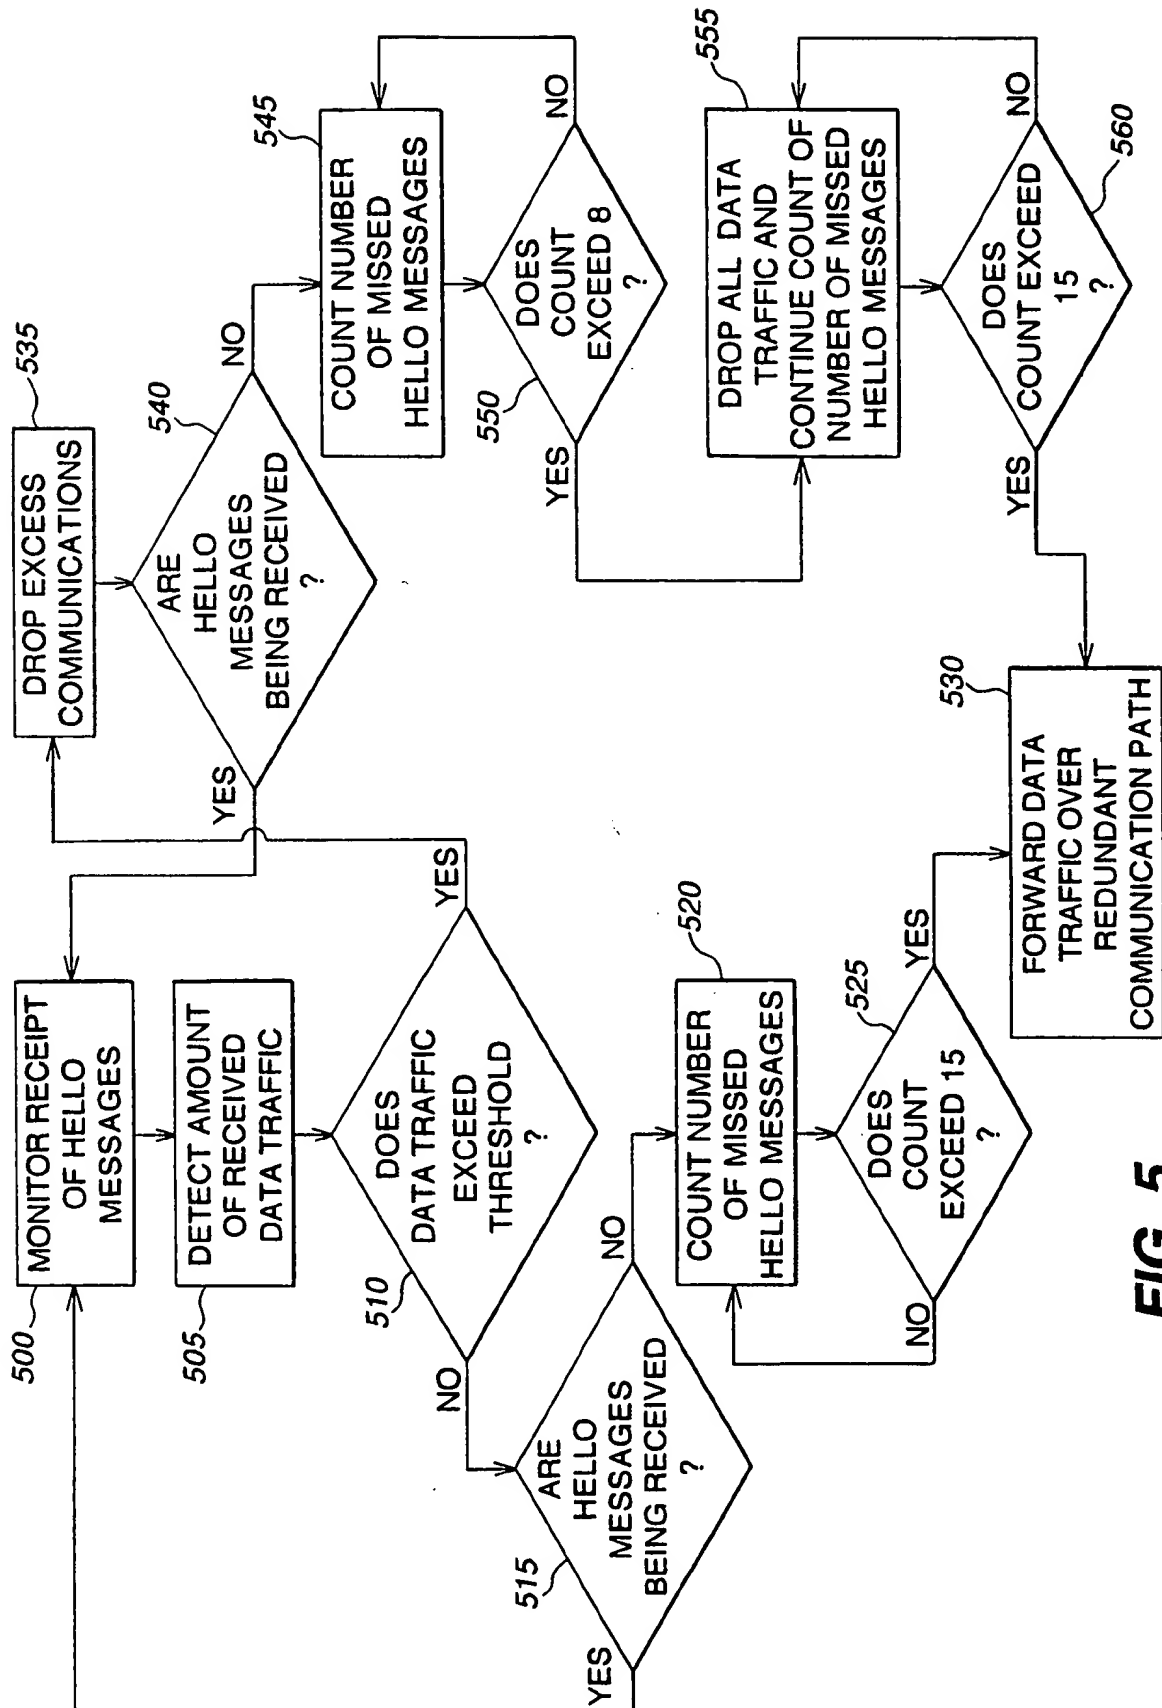 500
MONITOR RECEIPT
OF HELLO
MESSAGES
505
DETECT AMOUNT
OF RECEIVED
DATA TRAFFIC
510
DOES
DATA TRAFFIC
EXCEED
THRESHOLD
?
NO
YES
515
ARE
HELLO
MESSAGES
BEING RECEIVED
?
YES
NO
520
COUNT NUMBER
OF MISSED
HELLO MESSAGES
525
DOES
COUNT
EXCEED 15
?
NO
YES
530
FORWARD DATA
TRAFFIC OVER
REDUNDANT
COMMUNICATION PATH
535
DROP EXCESS
COMMUNICATIONS
540
ARE
HELLO
MESSAGES
BEING RECEIVED
?
YES
NO
545
COUNT NUMBER
OF MISSED
HELLO MESSAGES
550
DOES
COUNT
EXCEED 8
?
YES
NO
555
DROP ALL DATA
TRAFFIC AND
CONTINUE COUNT OF
NUMBER OF MISSED
HELLO MESSAGES
560
DOES
COUNT EXCEED
15
?
YES
NO
FIG. 5